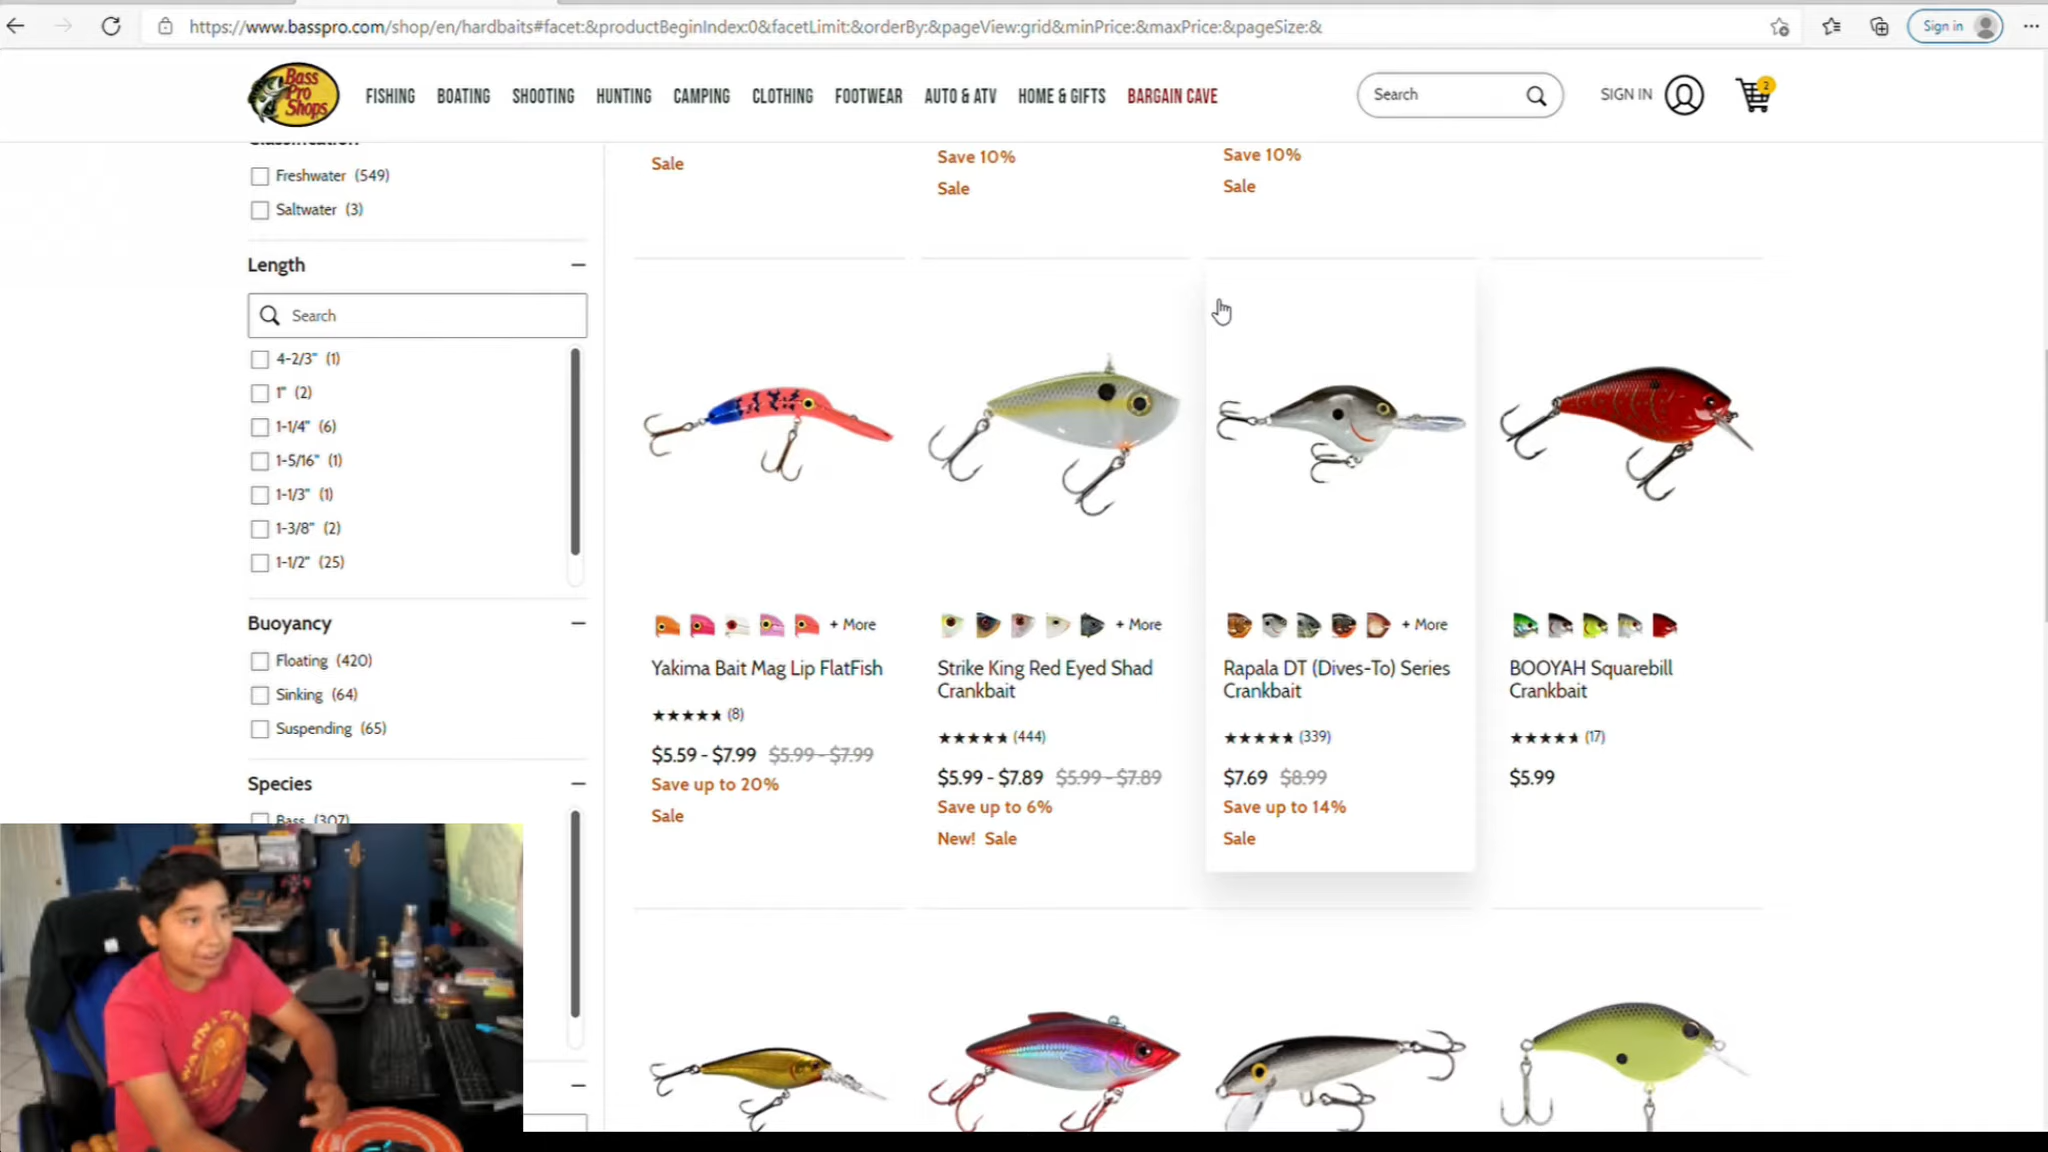 https://www.basspro.com/shop/en/hardbaits#facet:&productBeginIndex:0&facetLimit:&orderBy:&pageView:grid&minPrice:&maxPrice:&pageSize:&
Sign in
Bass Pro Shops
FISHING BOATING SHOOTING HUNTING CAMPING CLOTHING FOOTWEAR AUTO & ATV HOME & GIFTS BARGAIN CAVE
Search
SIGN IN
2
Classification
Freshwater (549)
Saltwater (3)
Length
Search
4-2/3" (1)
1" (2)
1-1/4" (6)
1-5/16" (1)
1-1/3" (1)
1-3/8" (2)
1-1/2" (25)
Buoyancy
Floating (420)
Sinking (64)
Suspending (65)
Species
Bass (307)
Sale
Save 10%
Sale
Save 10%
Sale
+ More
Yakima Bait Mag Lip FlatFish
(8)
$5.59 - $7.99 $5.99 - $7.99
Save up to 20%
Sale
+ More
Strike King Red Eyed Shad
Crankbait
(444)
$5.99 - $7.89 $5.99 - $7.89
Save up to 6%
New! Sale
+ More
Rapala DT (Dives-To) Series
Crankbait
(339)
$7.69 $8.99
Save up to 14%
Sale
BOOYAH Squarebill
Crankbait
(17)
$5.99